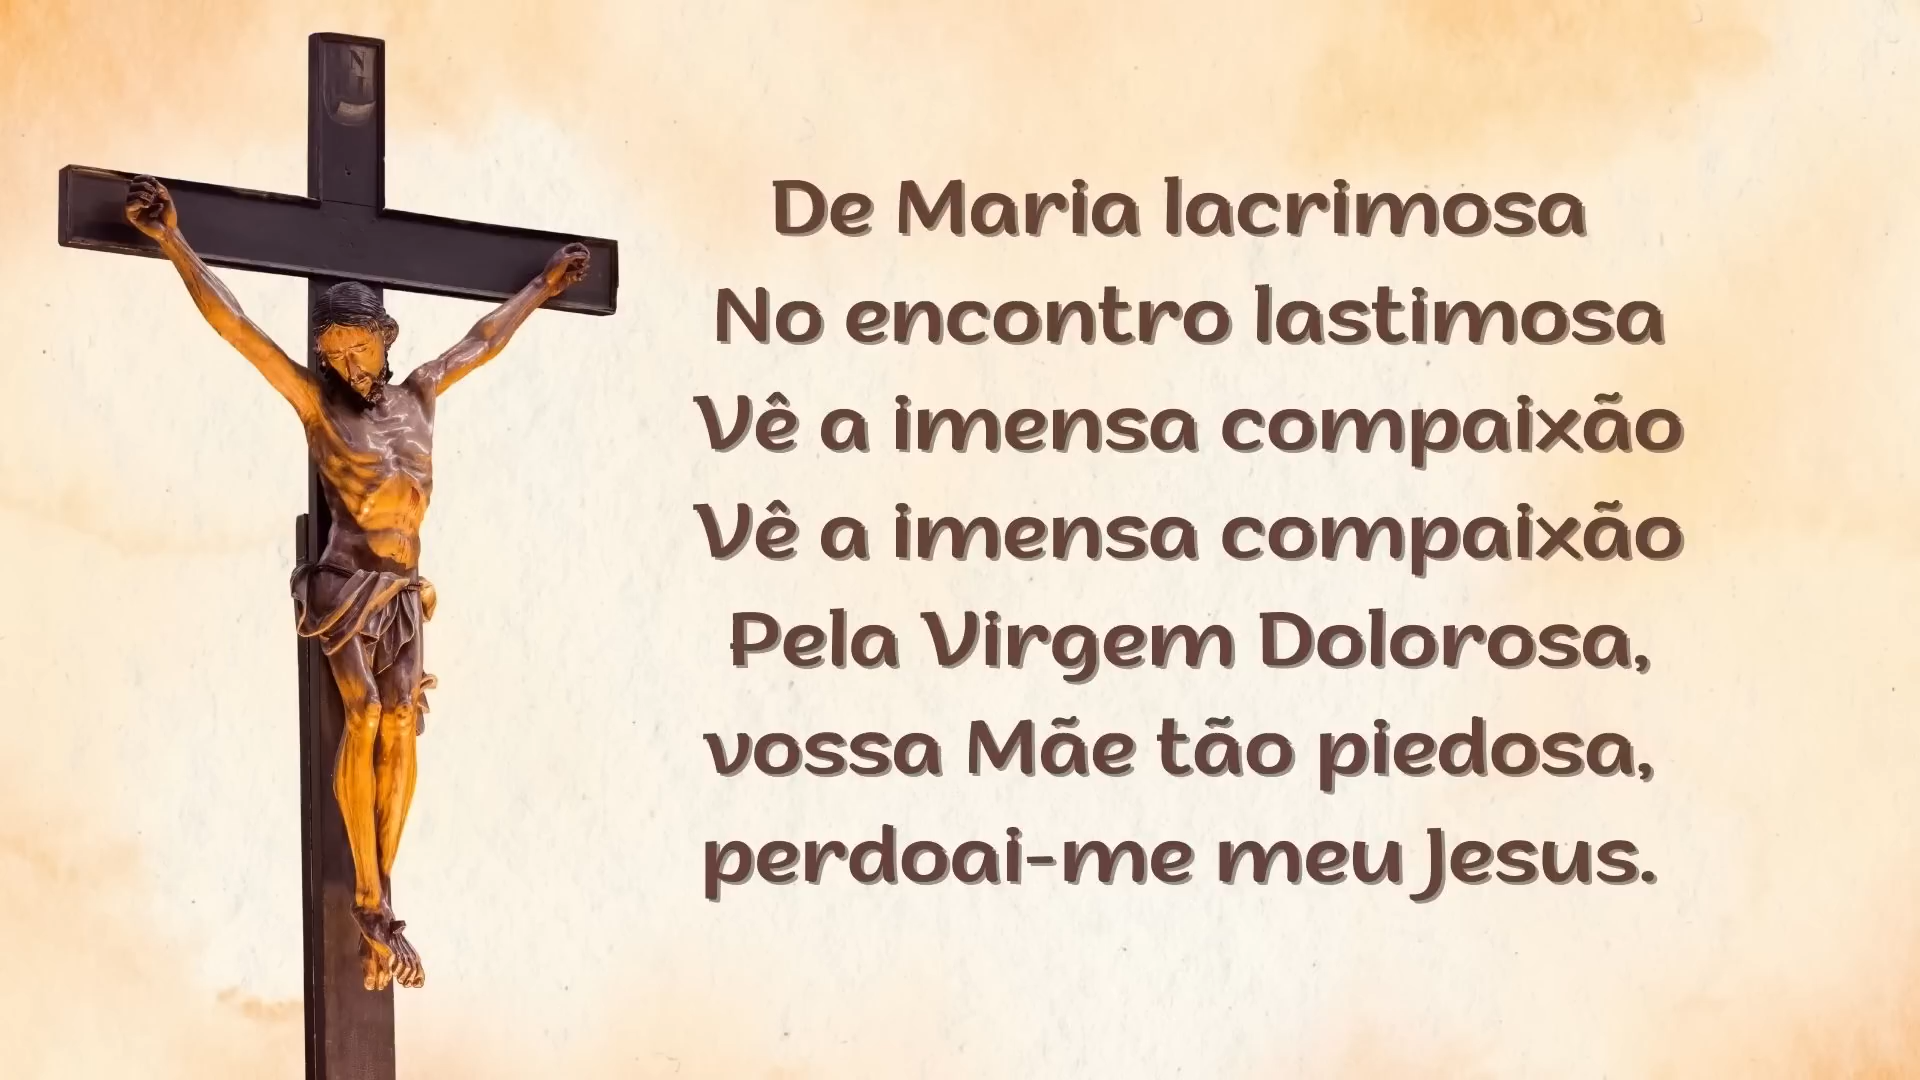 De Maria lacrimosa
No encontro lastimosa
Vê a imensa compaixão
Vê a imensa compaixão
Pela Virgem Dolorosa,
vossa Mãe tão piedosa,
perdoai-me meu Jesus.